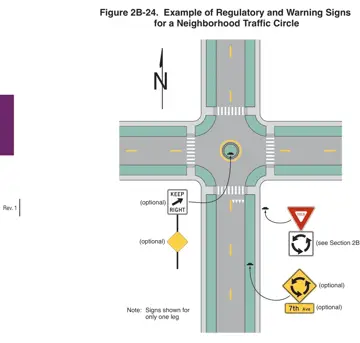 Figure 2B-24.  Example of Regulatory and Warning Signs
for a Neighborhood Traffic Circle
N
KEEP
RIGHT
(optional)
Rev. 1
YIELD
(optional)
(see Section 2B
(optional)
7th Ave
(optional)
Note:  Signs shown for
only one leg